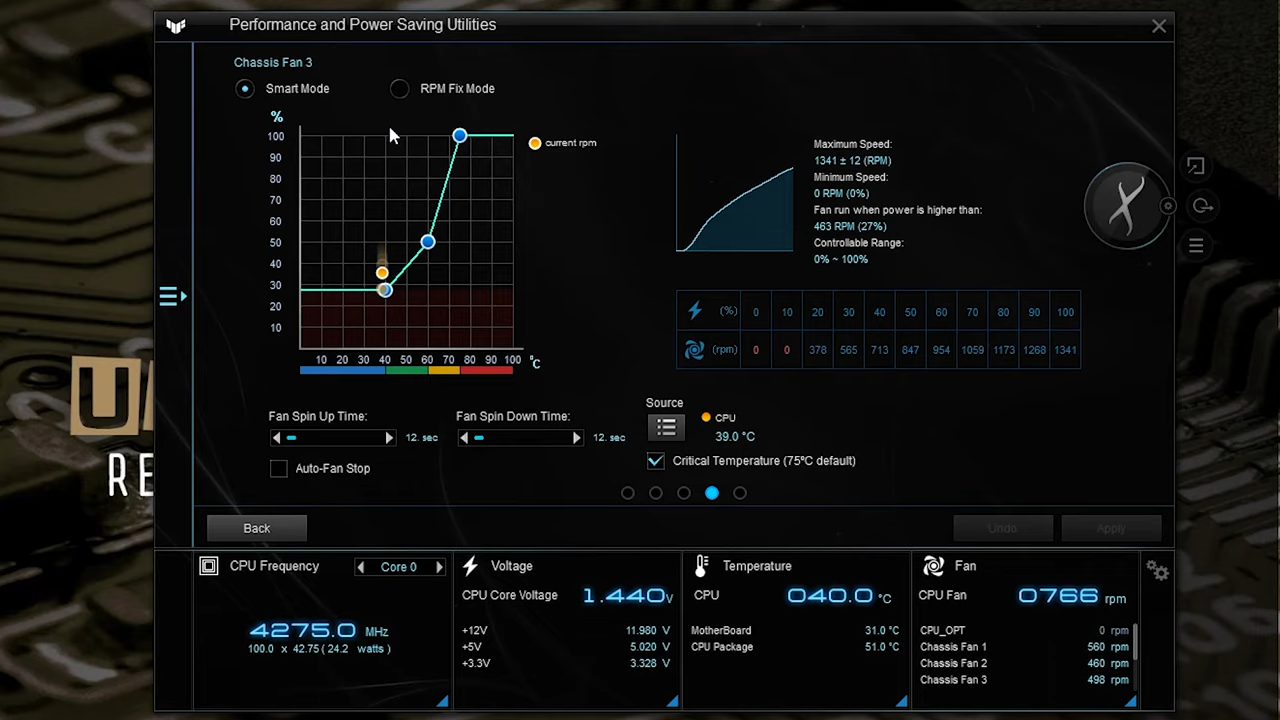 Performance and Power Saving Utilities
Chassis Fan 3
Smart Mode
RPM Fix Mode
%
100
90
80
70
60
50
40
30
20
10
10 20 30 40 50 60 70 80 90 100 °C
current rpm
Maximum Speed:
1341 ± 12 (RPM)
Minimum Speed:
0 RPM (0%)
Fan run when power is higher than:
463 RPM (27%)
Controllable Range:
0% ~ 100%
(%) 0 10 20 30 40 50 60 70 80 90 100
(rpm) 0 0 378 565 713 847 954 1059 1173 1268 1341
Fan Spin Up Time:
12. sec
Fan Spin Down Time:
12. sec
Auto-Fan Stop
Source
CPU
39.0 °C
Critical Temperature (75ºC default)
Back
Undo
Apply
CPU Frequency
Core 0
4275.0 MHz
100.0 x 42.75 ( 24.2 watts )
Voltage
CPU Core Voltage 1.440 V
+12V 11.980 V
+5V 5.020 V
+3.3V 3.328 V
Temperature
CPU 040.0 °C
MotherBoard 31.0 °C
CPU Package 51.0 °C
Fan
CPU Fan 0766 rpm
CPU_OPT 0 rpm
Chassis Fan 1 560 rpm
Chassis Fan 2 460 rpm
Chassis Fan 3 498 rpm
U
RE